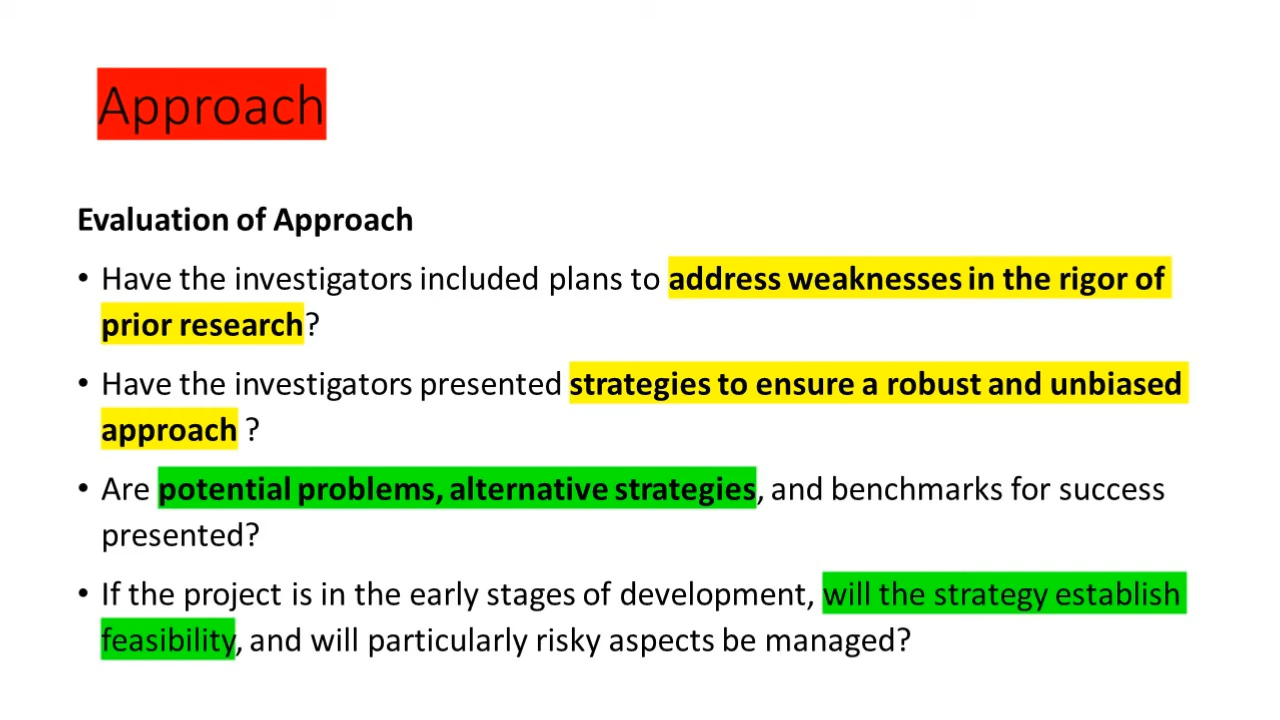 Approach
Evaluation of Approach
• Have the investigators included plans to address weaknesses in the rigor of
prior research?
• Have the investigators presented strategies to ensure a robust and unbiased
approach ?
• Are potential problems, alternative strategies, and benchmarks for success
presented?
• If the project is in the early stages of development, will the strategy establish
feasibility, and will particularly risky aspects be managed?